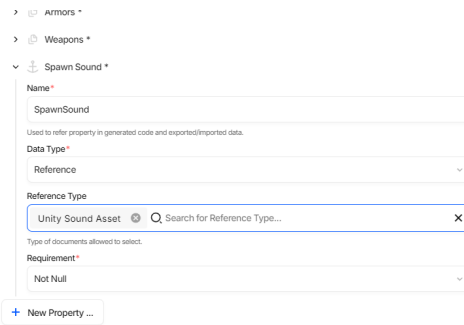 Armors *
Weapons *
Spawn Sound *
Name*
SpawnSound
Used to refer property in generated code and exported/imported data.
Data Type*
Reference
Reference Type
Unity Sound Asset Search for Reference Type...
Type of documents allowed to select.
Requirement*
Not Null
+ New Property ...